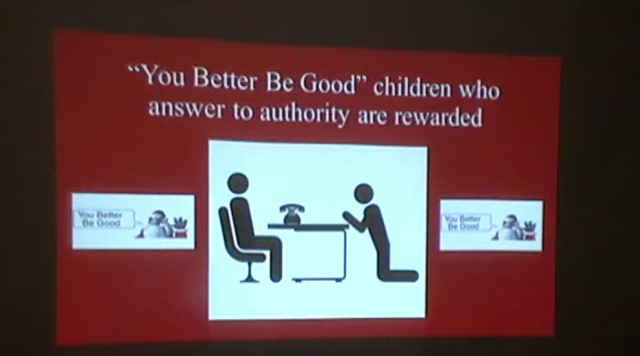 “You Better Be Good” children who
answer to authority are rewarded
You Better
Be Good
You Better
Be Good